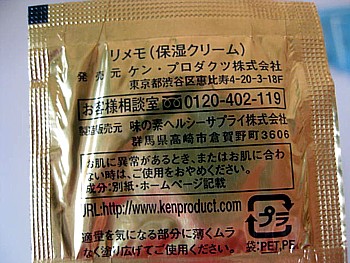 リメモ(保湿クリーム)
発売元 ケン・プロダクツ株式会社
東京都渋谷区恵比寿4-20-3-18F
お客様相談室 0120-402-119
製造販売元 味の素ヘルシーサプライ株式会社
群馬県高崎市倉賀野町3606
お肌に異常があるとき、またはお肌に合わ
ない時は、ご使用をおやめください。
成分:別紙・ホームページ記載
URL:http://www.kenproduct.com
適量を気になる部分に薄くムラ
なく塗り広げてご使用ください。
プラ
袋:PET,PE